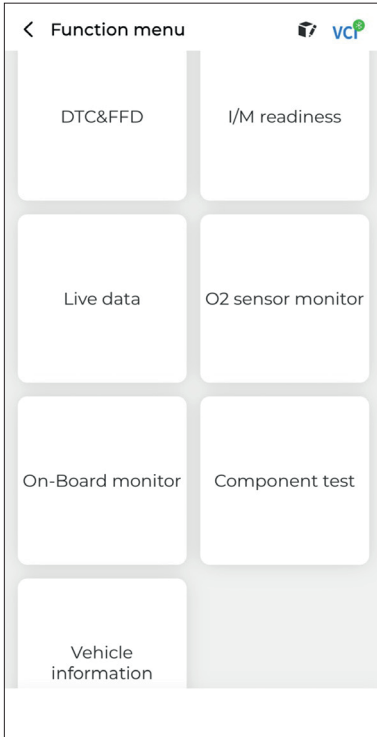 Function menu
VCI
DTC&FFD
I/M readiness
Live data
O2 sensor monitor
On-Board monitor
Component test
Vehicle
information